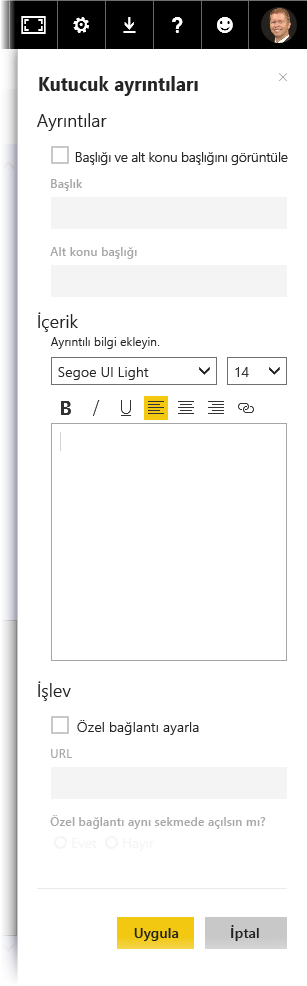 Kutucuk ayrıntıları
Ayrıntılar
Başlığı ve alt konu başlığını görüntüle
Başlık
Alt konu başlığı
İçerik
Ayrıntılı bilgi ekleyin.
Segoe UI Light 14
B / U
İşlev
Özel bağlantı ayarla
URL
Özel bağlantı aynı sekmede açılsın mı?
Evet Hayır
Uygula İptal